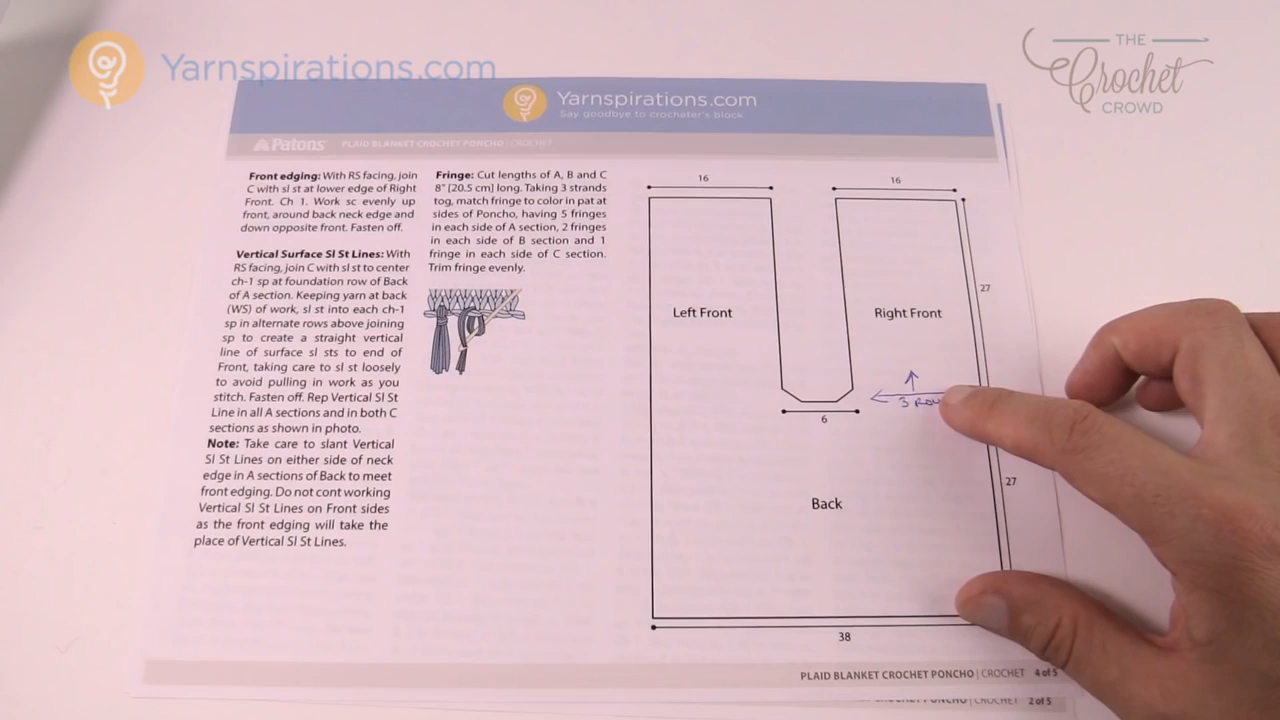 Yarnspirations.com
THE
Crochet
CROWD
Yarnspirations.com
Say goodbye to crocheter's block
Patons
PLAID BLANKET CROCHET PONCHO | CROCHET
Front edging: With RS facing, join
C with sl st at lower edge of Right
Front. Ch 1. Work sc evenly up
front, around back neck edge and
down opposite front. Fasten off.
Vertical Surface Sl St Lines: With
RS facing, join C with sl st to center
ch-1 sp at foundation row of Back
of A section. Keeping yarn at back
(WS) of work, sl st into each ch-1
sp in alternate rows above joining
sp to create a straight vertical
line of surface sl sts to end of
Front, taking care to sl st loosely
to avoid pulling in work as you
stitch. Fasten off. Rep Vertical Sl St
Line in all A sections and in both C
sections as shown in photo.
Note: Take care to slant Vertical
Sl St Lines on either side of neck
edge in A sections of Back to meet
front edging. Do not cont working
Vertical Sl St Lines on Front sides
as the front edging will take the
place of Vertical Sl St Lines.
Fringe: Cut lengths of A, B and C
8" [20.5 cm] long. Taking 3 strands
tog, match fringe to color in pat at
sides of Poncho, having 5 fringes
in each side of A section, 2 fringes
in each side of B section and 1
fringe in each side of C section.
Trim fringe evenly.
16
16
27
Left Front
Right Front
3
6
27
Back
38
PLAID BLANKET CROCHET PONCHO | CROCHET 4 of 5
PONCHO | CROCHET 2 of 5